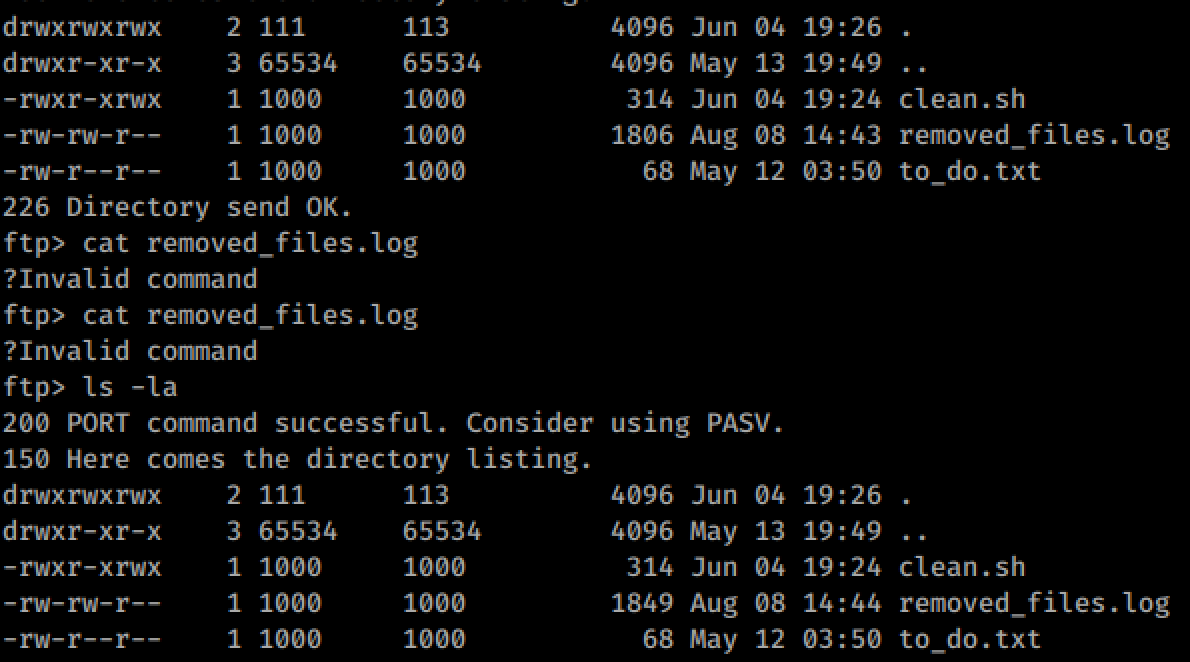 drwxrwxrwx    2 111      113          4096 Jun 04 19:26 .
drwxr-xr-x    3 65534    65534        4096 May 13 19:49 ..
-rwxr-xrwx    1 1000     1000          314 Jun 04 19:24 clean.sh
-rw-rw-r--    1 1000     1000         1806 Aug 08 14:43 removed_files.log
-rw-r--r--    1 1000     1000           68 May 12 03:50 to_do.txt
226 Directory send OK.
ftp> cat removed_files.log
?Invalid command
ftp> cat removed_files.log
?Invalid command
ftp> ls -la
200 PORT command successful. Consider using PASV.
150 Here comes the directory listing.
drwxrwxrwx    2 111      113          4096 Jun 04 19:26 .
drwxr-xr-x    3 65534    65534        4096 May 13 19:49 ..
-rwxr-xrwx    1 1000     1000          314 Jun 04 19:24 clean.sh
-rw-rw-r--    1 1000     1000         1849 Aug 08 14:44 removed_files.log
-rw-r--r--    1 1000     1000           68 May 12 03:50 to_do.txt